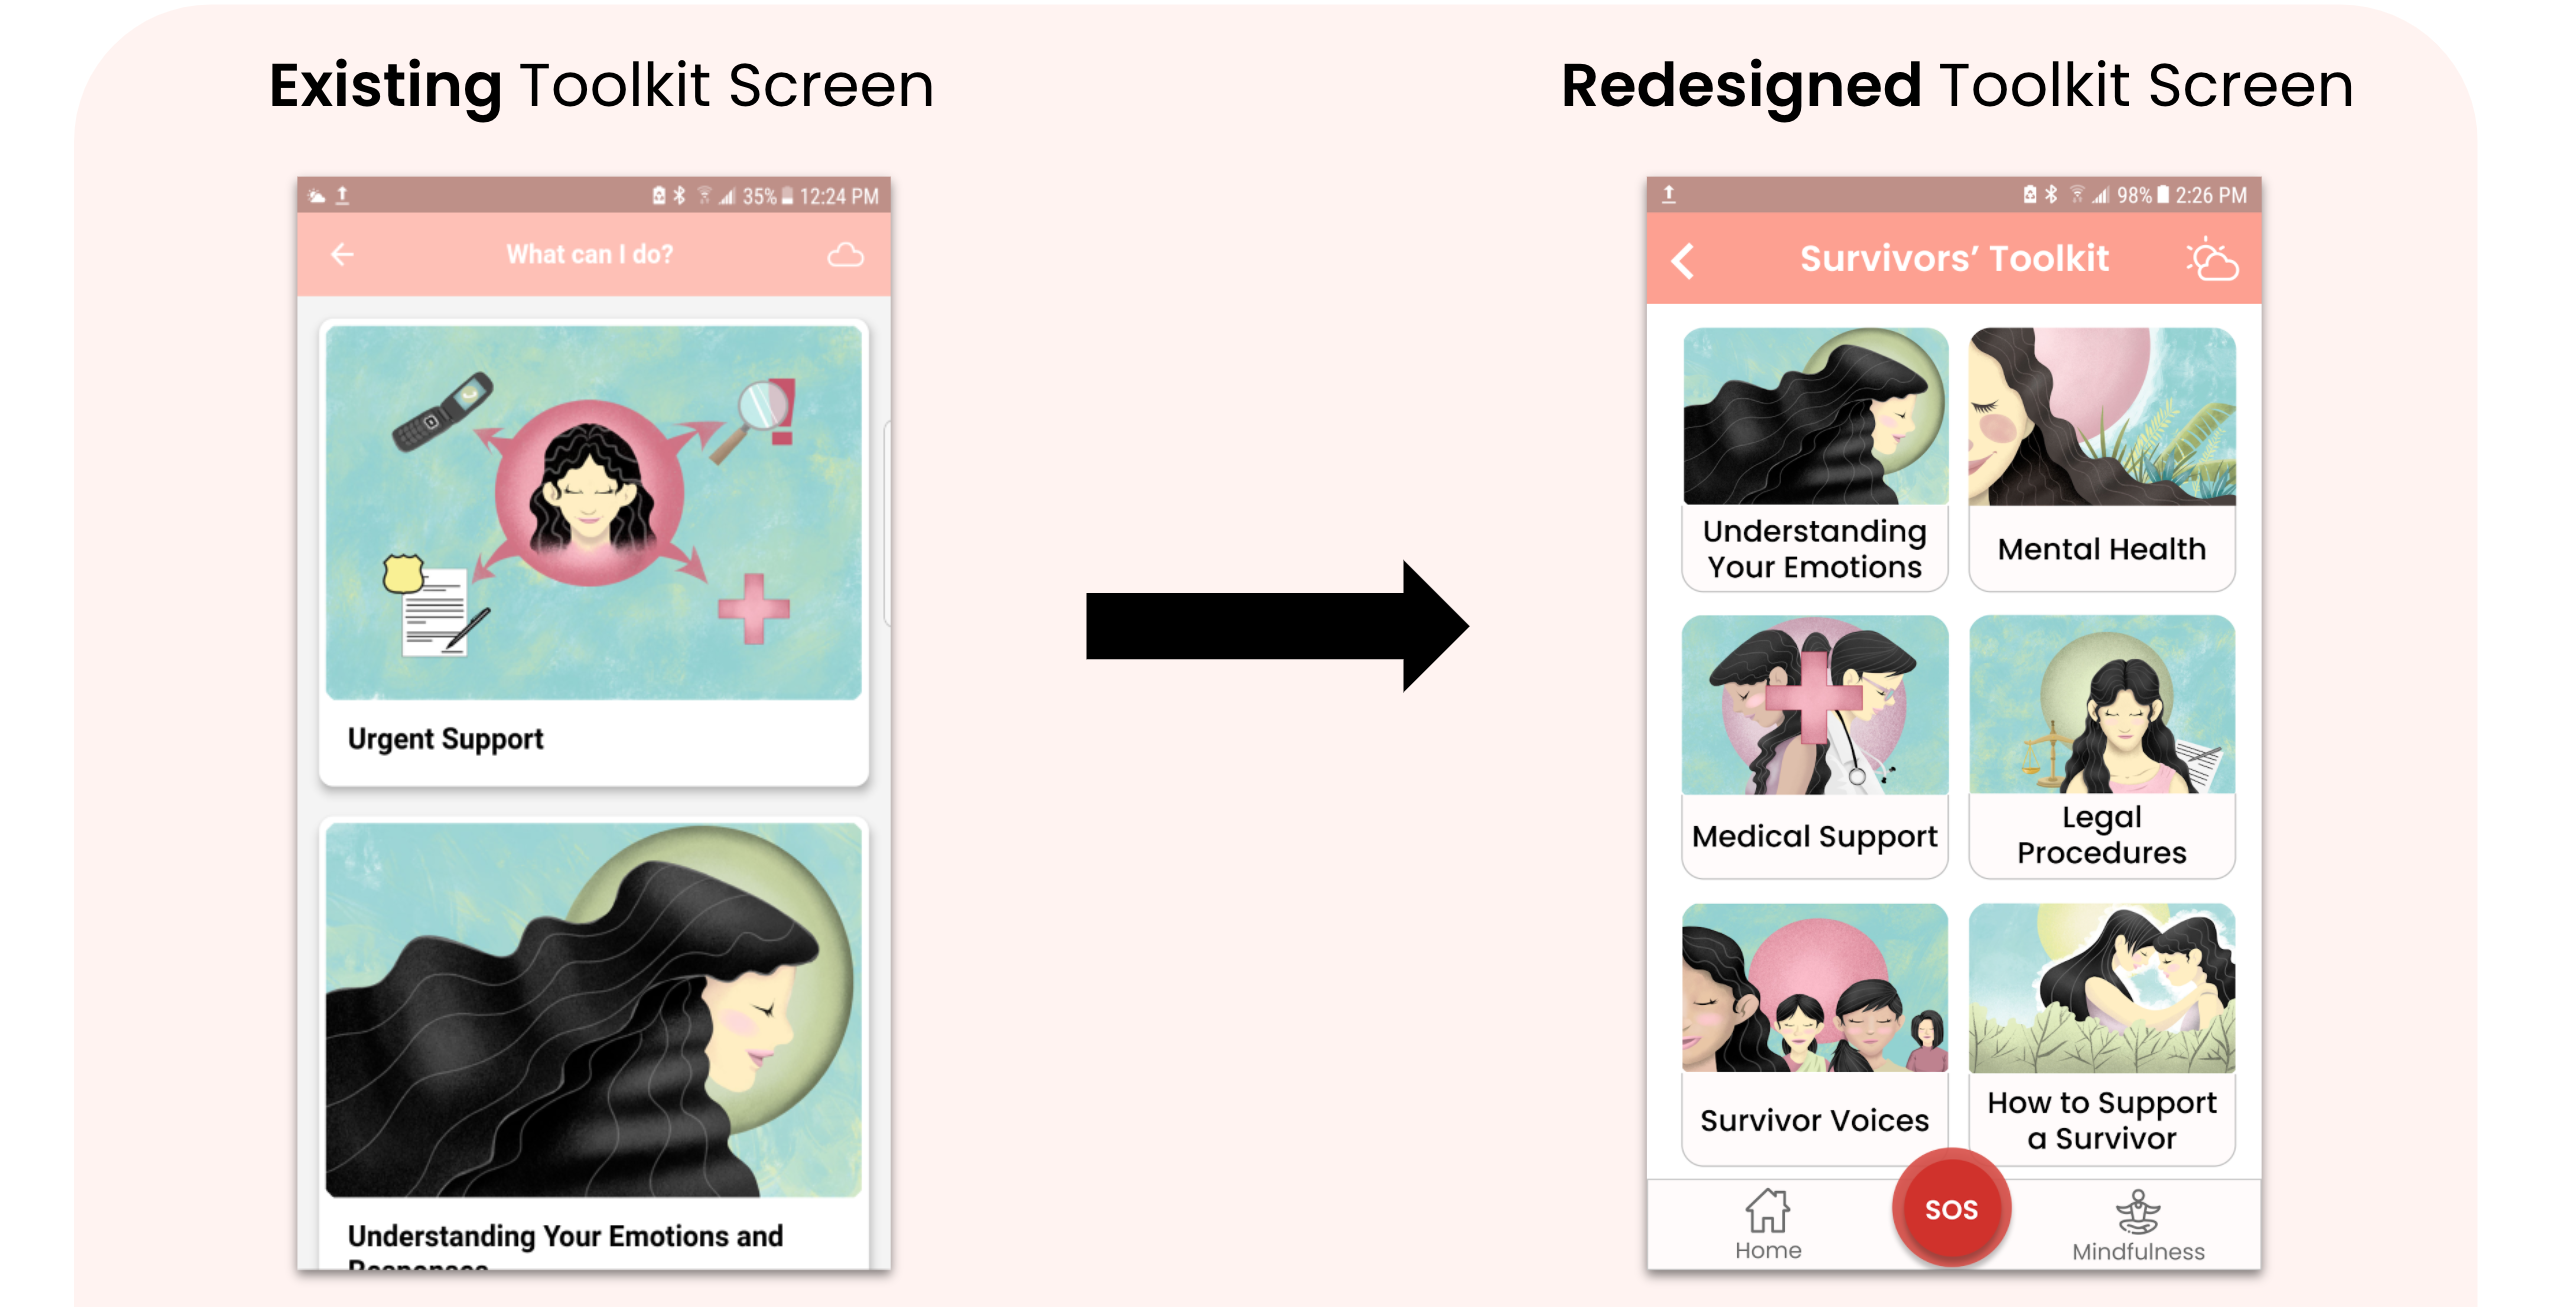 Existing Toolkit Screen
35% 12:24 PM
What can I do?
Urgent Support
Understanding Your Emotions and
Responses
Redesigned Toolkit Screen
98% 2:26 PM
Survivors' Toolkit
Understanding
Your Emotions
Mental Health
Medical Support
Legal
Procedures
Survivor Voices
How to Support
a Survivor
Home
SOS
Mindfulness